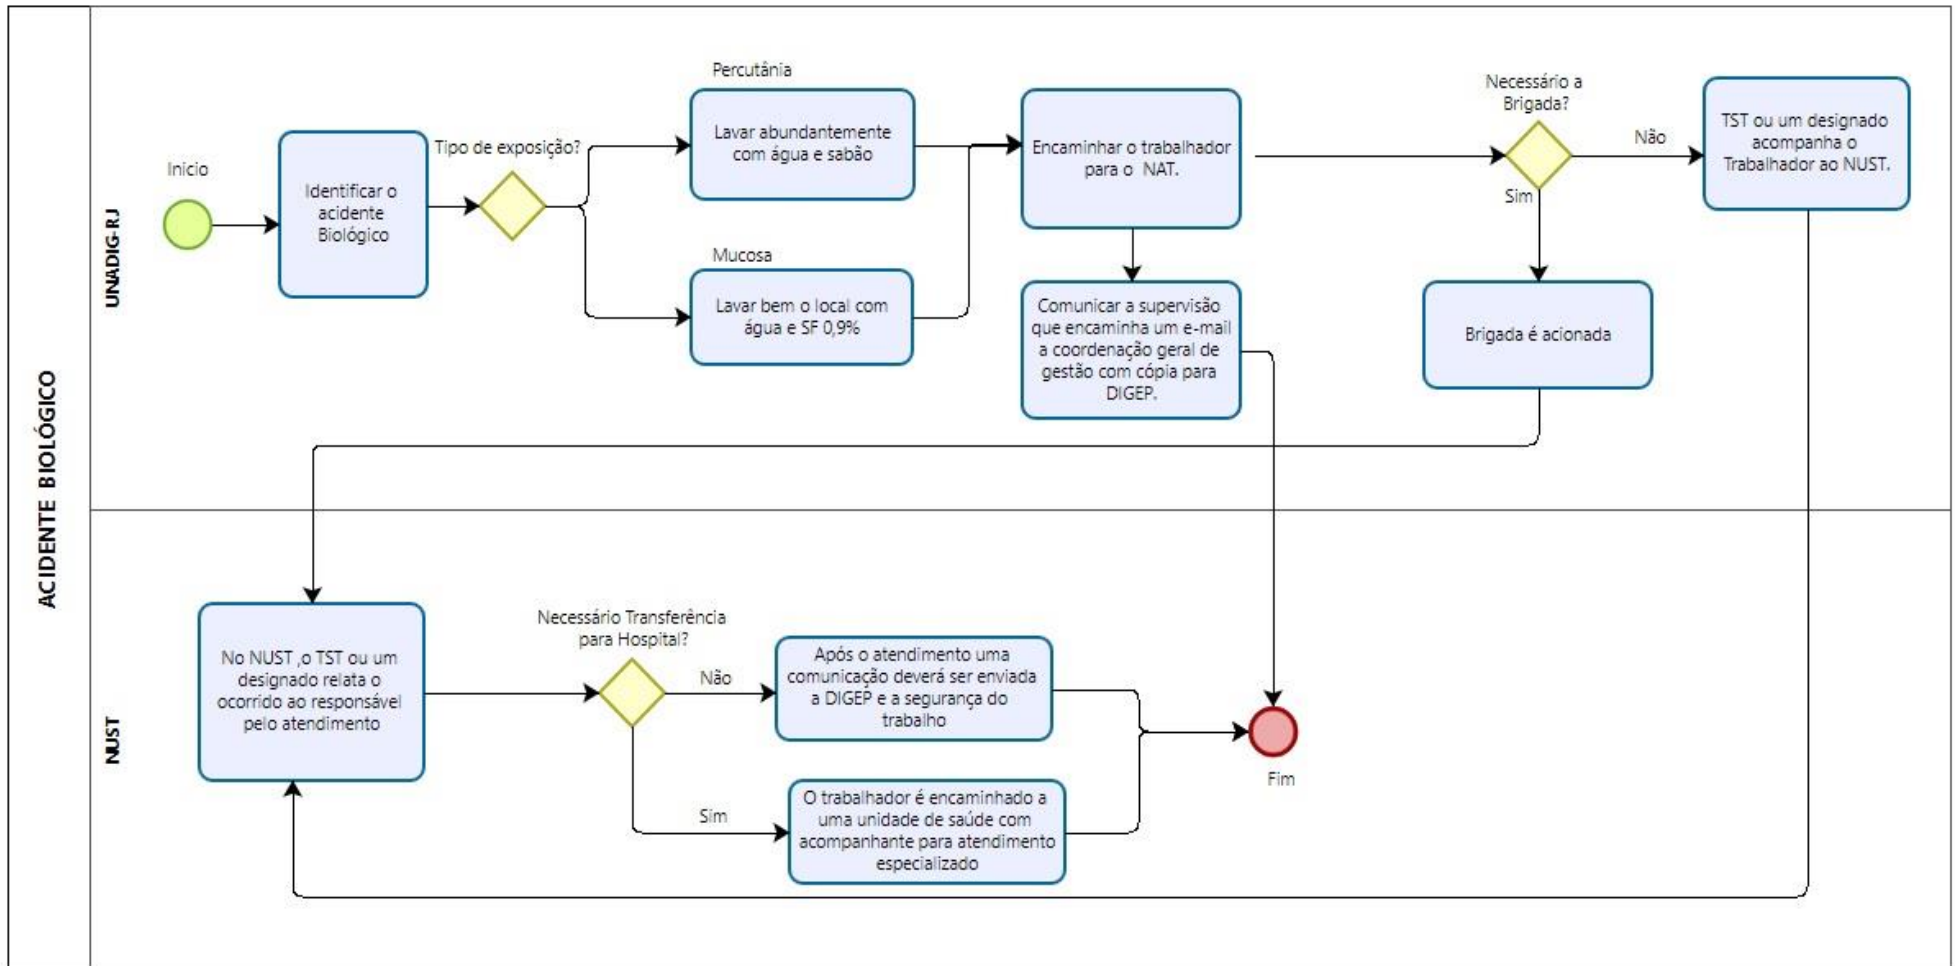 ACIDENTE BIOLÓGICO
UNADIG-RJ
Inicio
Identificar o
acidente
Biológico
Tipo de exposição?
Percutânia
Lavar abundantemente
com água e sabão
Mucosa
Lavar bem o local com
água e SF 0,9%
Encaminhar o trabalhador
para o NAT.
Comunicar a supervisão
que encaminha um e-mail
a coordenação geral de
gestão com cópia para
DIGEP.
Necessário a
Brigada?
Não
Sim
TST ou um designado
acompanha o
Trabalhador ao NUST.
Brigada é acionada
NUST
No NUST ,o TST ou um
designado relata o
ocorrido ao responsável
pelo atendimento
Necessário Transferência
para Hospital?
Não
Após o atendimento uma
comunicação deverá ser enviada
a DIGEP e a segurança do
trabalho
Sim
O trabalhador é encaminhado a
uma unidade de saúde com
acompanhante para atendimento
especializado
Fim